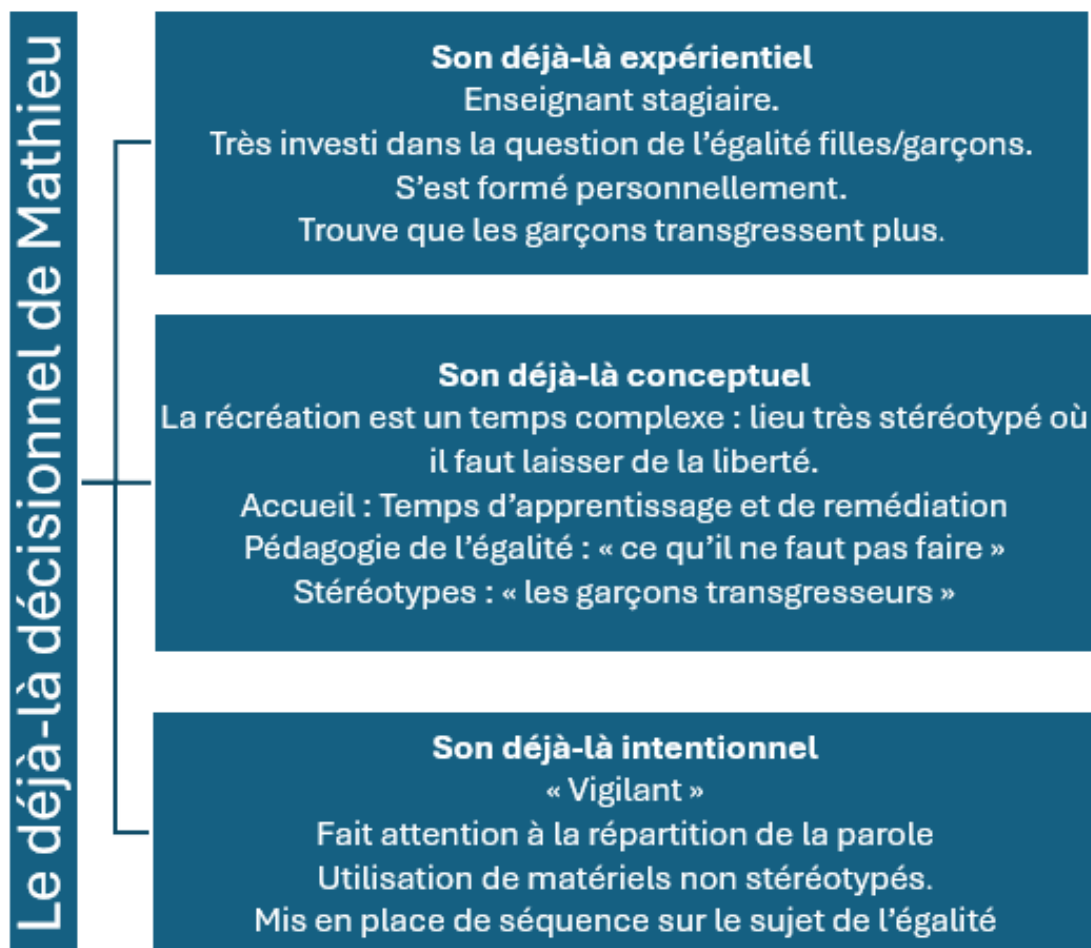 Le déjà-là décisionnel de Mathieu
Son déjà-là expérientiel
Enseignant stagiaire.
Très investi dans la question de l'égalité filles/garçons.
S'est formé personnellement.
Trouve que les garçons transgressent plus.
Son déjà-là conceptuel
La récréation est un temps complexe : lieu très stéréotypé où
il faut laisser de la liberté.
Accueil : Temps d'apprentissage et de remédiation
Pédagogie de l'égalité : « ce qu'il ne faut pas faire »
Stéréotypes : « les garçons transgresseurs »
Son déjà-là intentionnel
« Vigilant »
Fait attention à la répartition de la parole
Utilisation de matériels non stéréotypés.
Mis en place de séquence sur le sujet de l'égalité